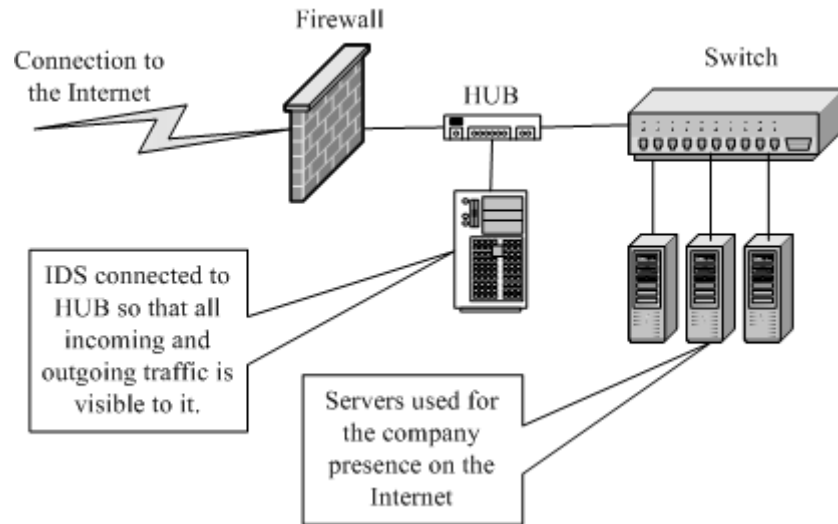 Firewall
Connection to
the Internet
HUB
Switch
IDS connected to
HUB so that all
incoming and
outgoing traffic is
visible to it.
Servers used for
the company
presence on the
Internet